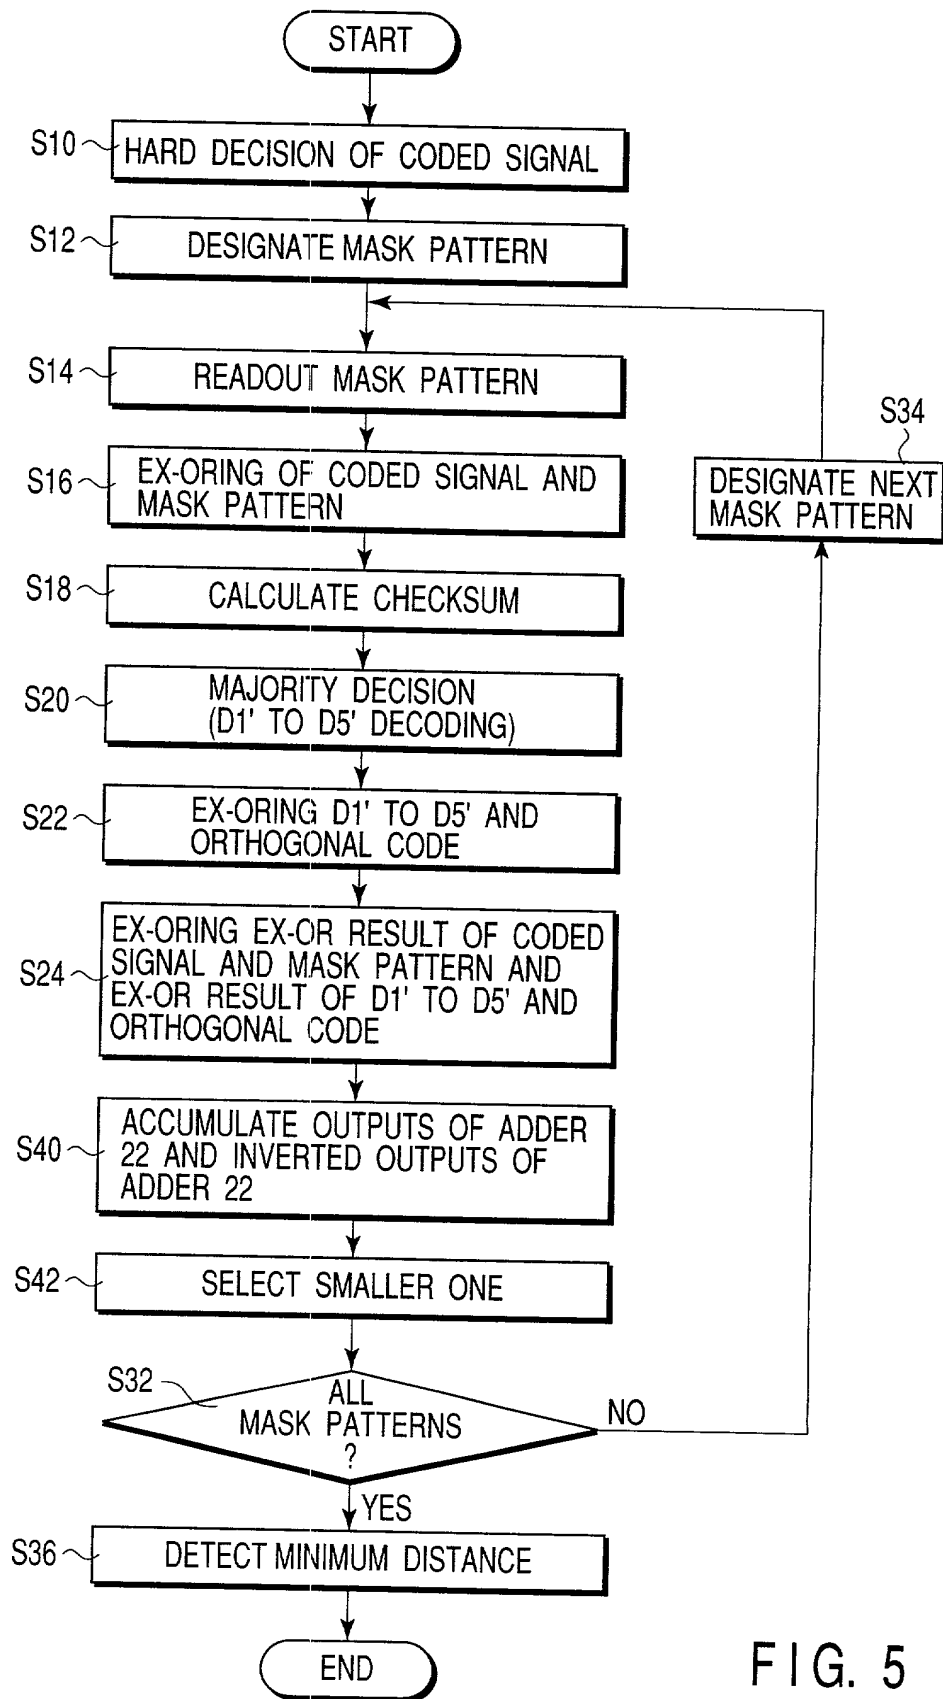 START
S10
HARD DECISION OF CODED SIGNAL
S12
DESIGNATE MASK PATTERN
S14
READOUT MASK PATTERN
S34
DESIGNATE NEXT
MASK PATTERN
S16
EX-ORING OF CODED SIGNAL AND
MASK PATTERN
S18
CALCULATE CHECKSUM
S20
MAJORITY DECISION
(D1' TO D5' DECODING)
S22
EX-ORING D1' TO D5' AND
ORTHOGONAL CODE
S24
EX-ORING EX-OR RESULT OF CODED
SIGNAL AND MASK PATTERN AND
EX-OR RESULT OF D1' TO D5' AND
ORTHOGONAL CODE
S40
ACCUMULATE OUTPUTS OF ADDER
22 AND INVERTED OUTPUTS OF
ADDER 22
S42
SELECT SMALLER ONE
S32
ALL
MASK PATTERNS
?
NO
YES
S36
DETECT MINIMUM DISTANCE
END
FIG. 5